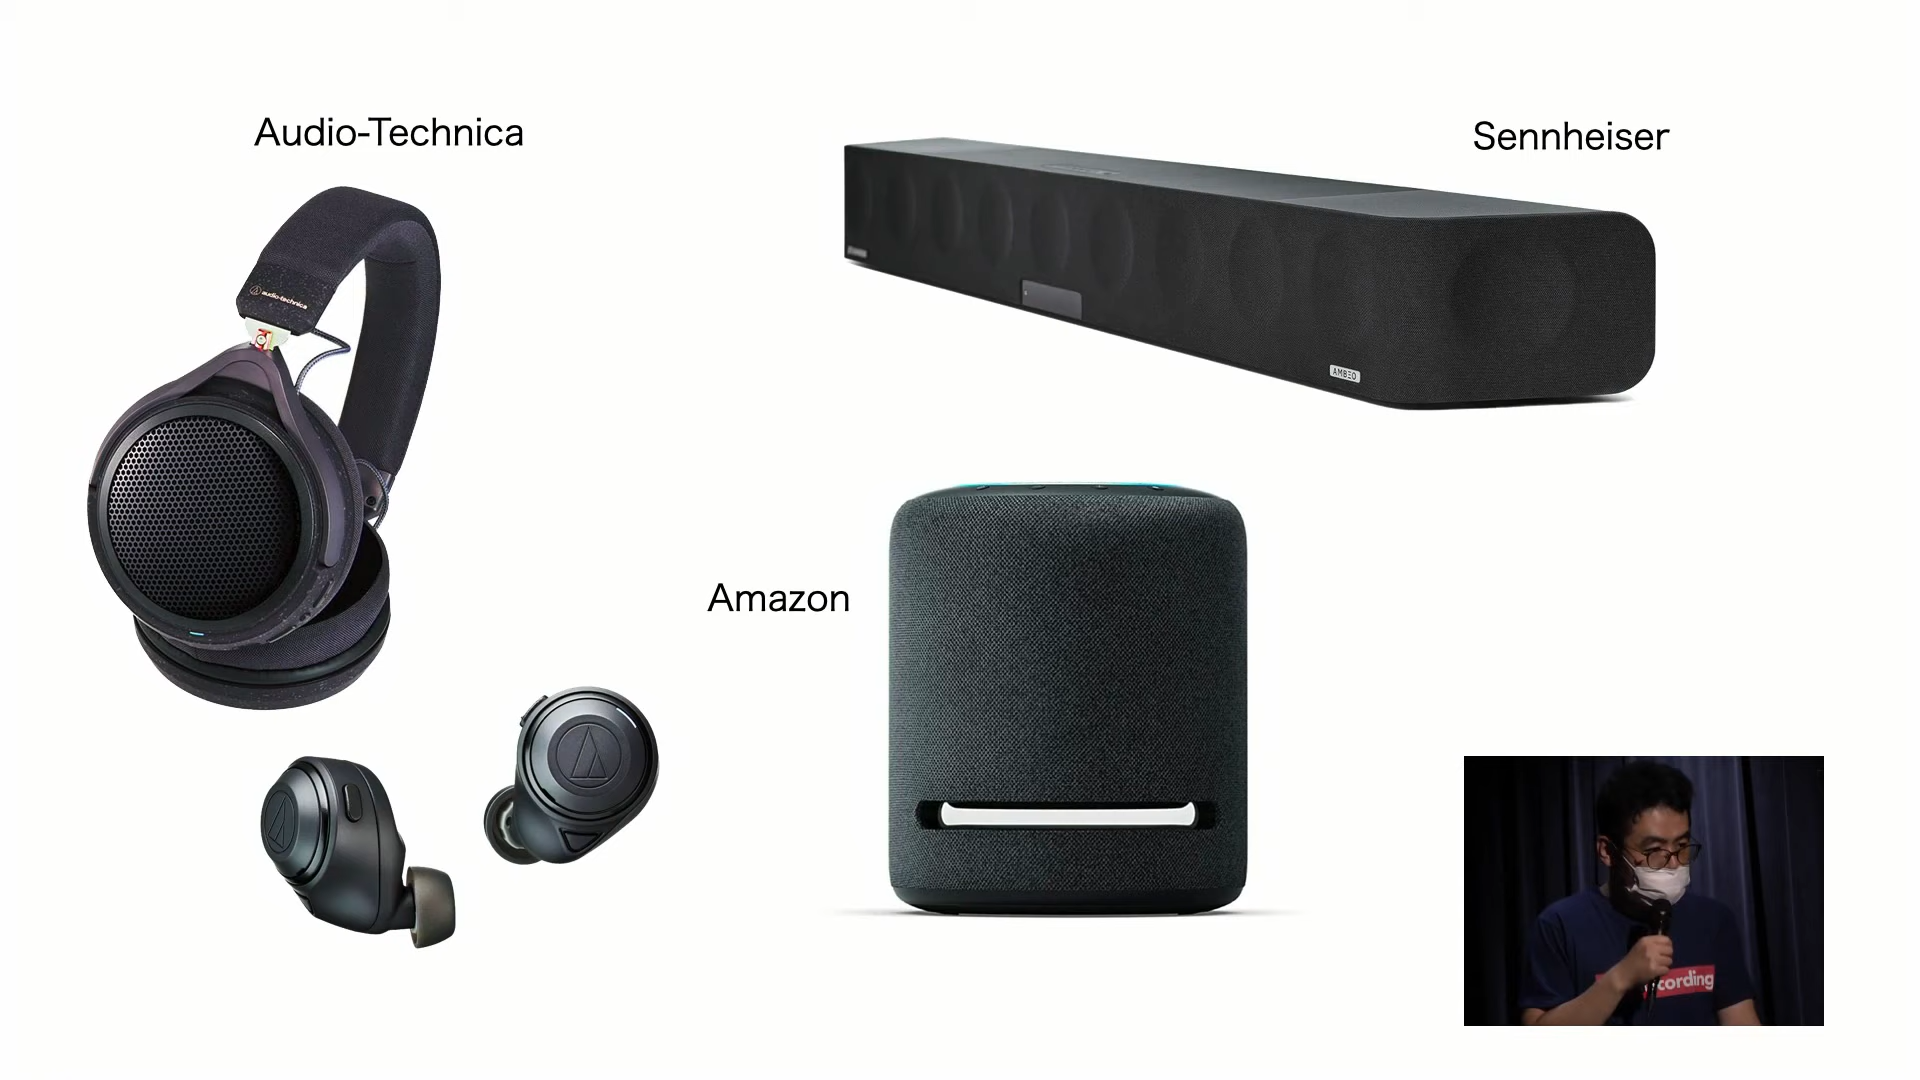 Audio-Technica
Sennheiser
audio-technica
AMBEO
Amazon
cording